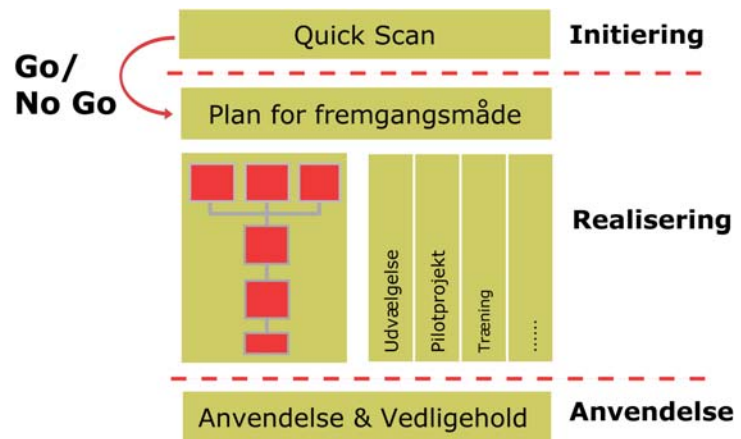 Quick Scan
Initiering
Go/
No Go
Plan for fremgangsmåde
Realisering
Udvælgelse
Pilotprojekt
Træning
......
Anvendelse & Vedligehold
Anvendelse